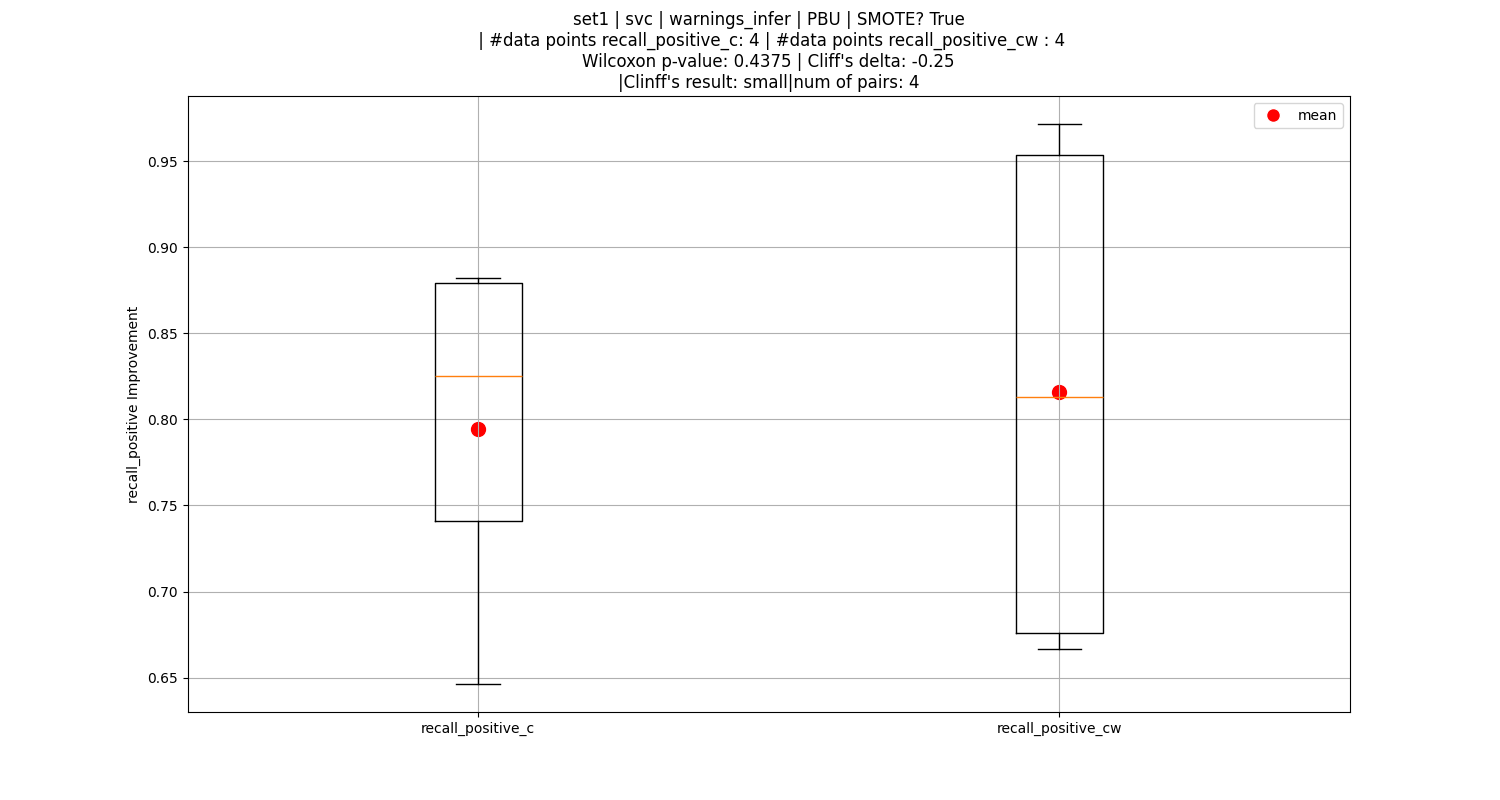 set1 | svc | warnings_infer | PBU | SMOTE? True
| #data points recall_positive_c: 4 | #data points recall_positive_cw : 4
Wilcoxon p-value: 0.4375 | Cliff's delta: -0.25
|Clinff's result: small|num of pairs: 4
mean
0.95
0.90
0.85
0.80
0.75
0.70
0.65
recall_positive Improvement
recall_positive_c
recall_positive_cw